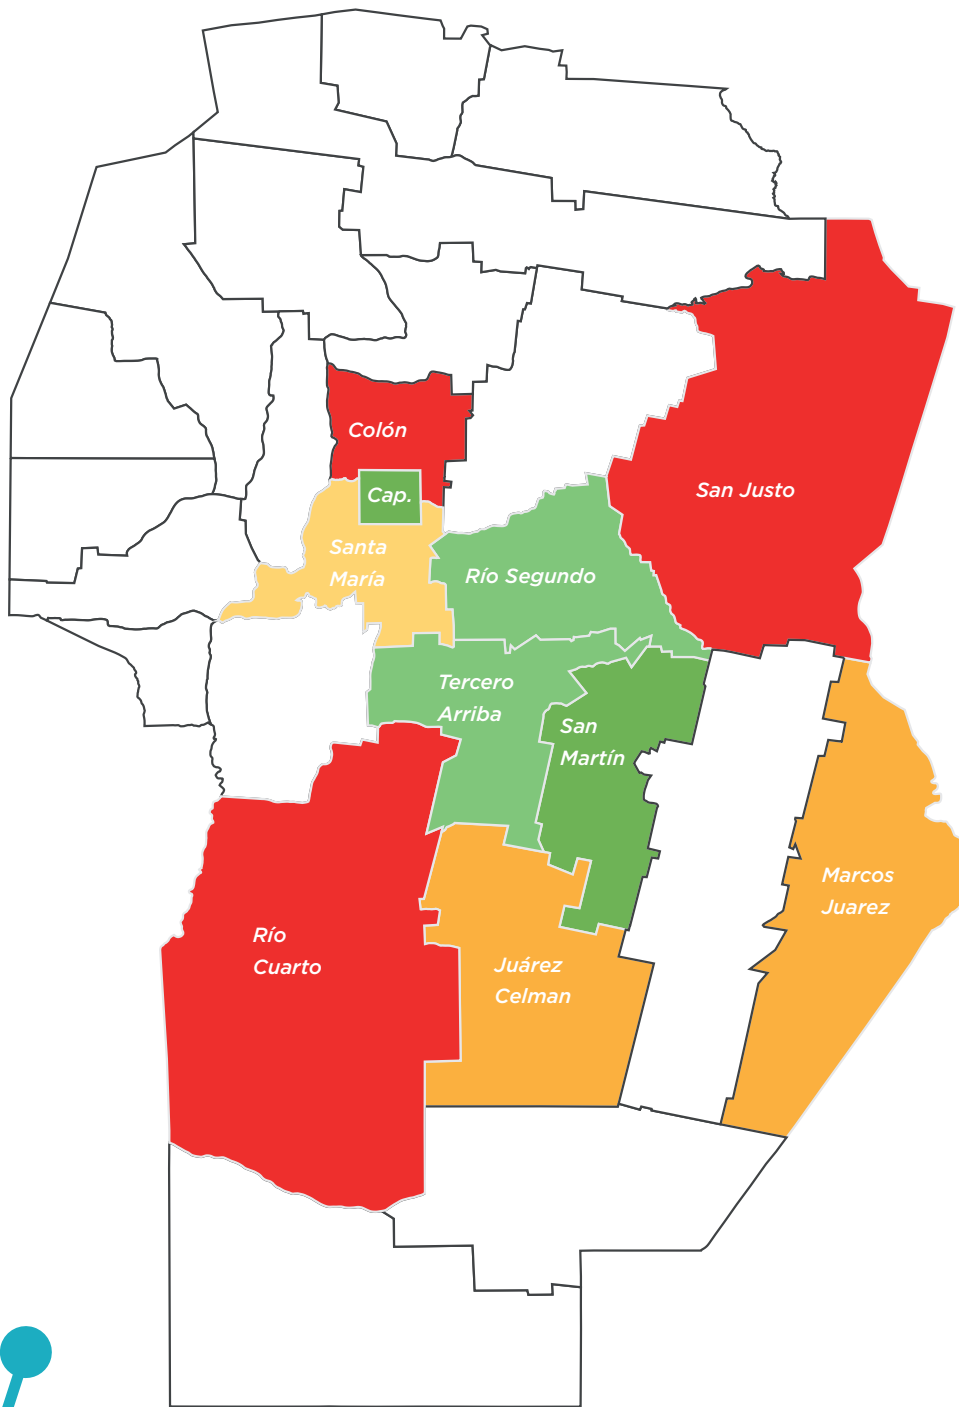 Colón
Cap.
San Justo
Santa
María
Río Segundo
Tercero
Arriba
San
Martín
Marcos
Juarez
Río
Cuarto
Juárez
Celman